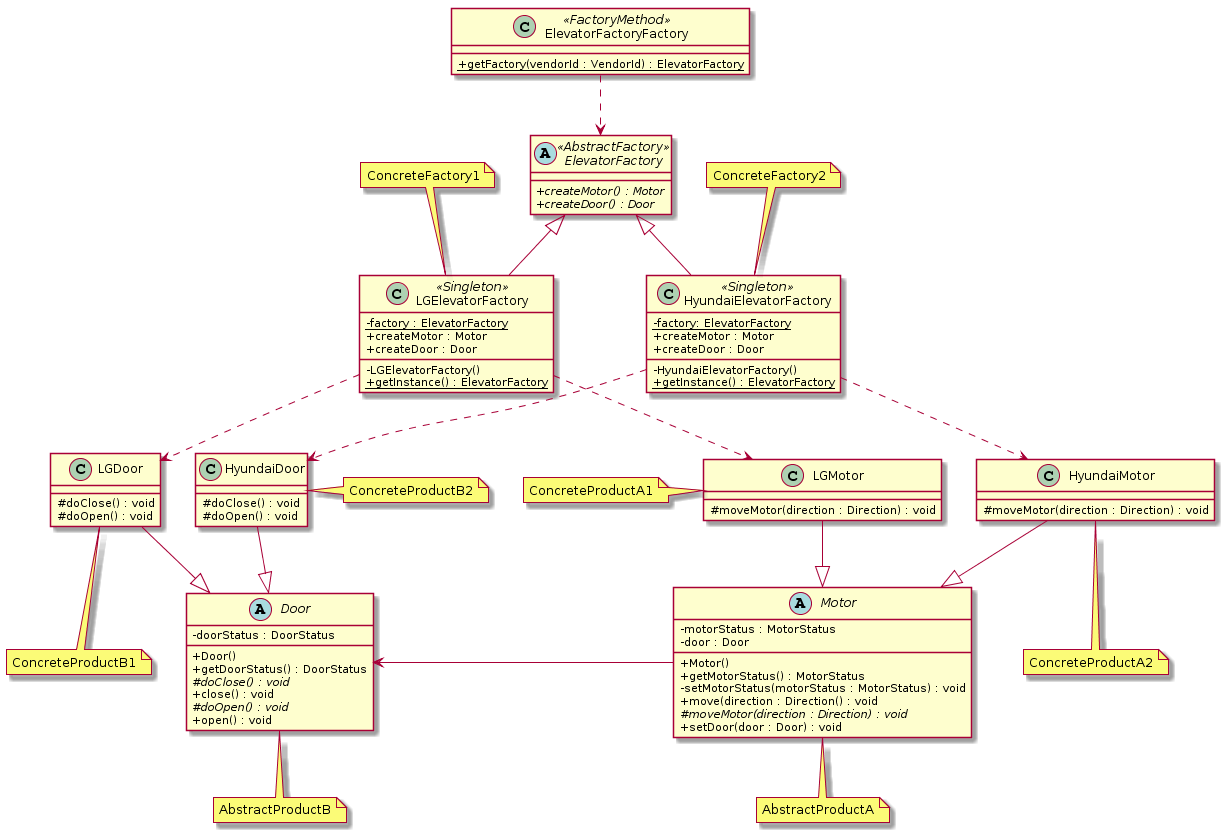 C
«FactoryMethod»
ElevatorFactoryFactory
+getFactory(vendorId : VendorId) : ElevatorFactory
A
«AbstractFactory»
ElevatorFactory
+createMotor() : Motor
+createDoor() : Door
ConcreteFactory1
ConcreteFactory2
C
«Singleton»
LGElevatorFactory
-factory : ElevatorFactory
+createMotor : Motor
+createDoor : Door
-LGElevatorFactory()
+getInstance() : ElevatorFactory
C
«Singleton»
HyundaiElevatorFactory
-factory: ElevatorFactory
+createMotor : Motor
+createDoor : Door
-HyundaiElevatorFactory()
+getInstance() : ElevatorFactory
C LGDoor
#doClose() : void
#doOpen() : void
C HyundaiDoor
#doClose() : void
#doOpen() : void
ConcreteProductB2
ConcreteProductA1
C LGMotor
#moveMotor(direction : Direction) : void
C HyundaiMotor
#moveMotor(direction : Direction) : void
ConcreteProductB1
A Door
-doorStatus : DoorStatus
+Door()
+getDoorStatus() : DoorStatus
#doClose() : void
+close() : void
#doOpen() : void
+open() : void
A Motor
-motorStatus : MotorStatus
-door : Door
+Motor()
+getMotorStatus() : MotorStatus
-setMotorStatus(motorStatus : MotorStatus) : void
+move(direction : Direction() : void
#moveMotor(direction : Direction) : void
+setDoor(door : Door) : void
ConcreteProductA2
AbstractProductB
AbstractProductA